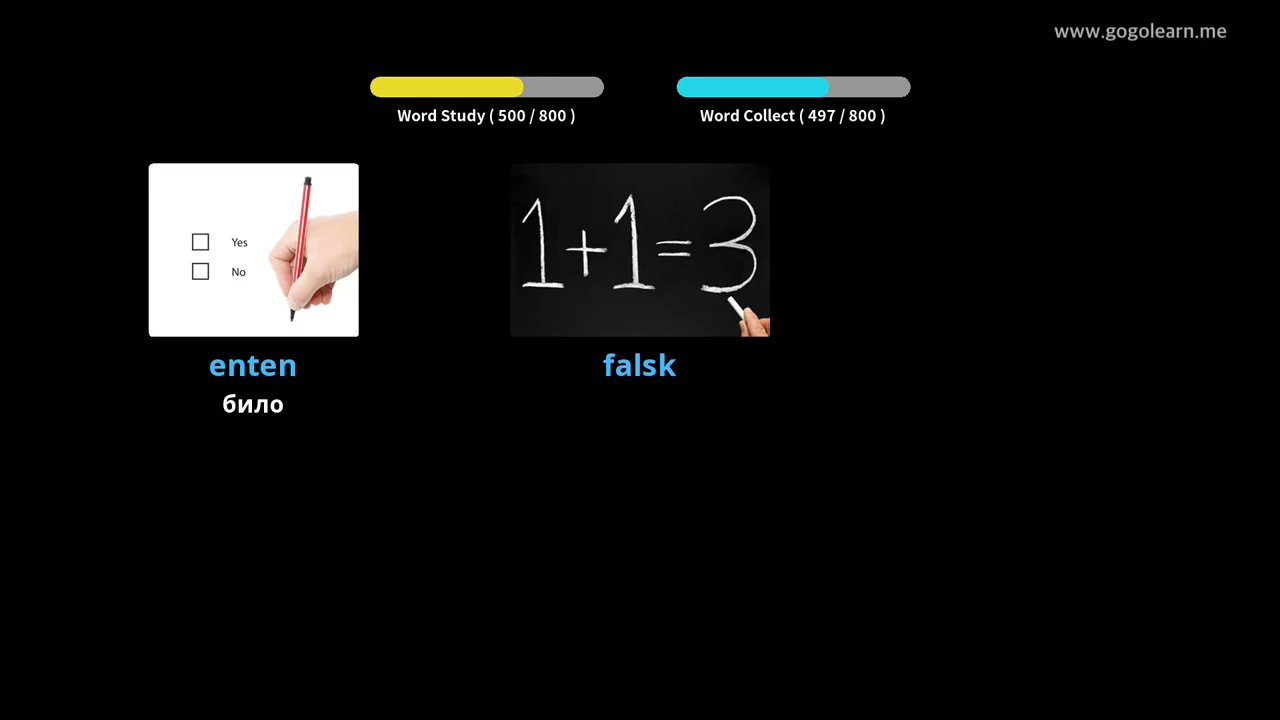 www.gogolearn.me
Word Study ( 500 / 800 )
Word Collect ( 497 / 800 )
Yes
No
1+1=3
enten
falsk
било